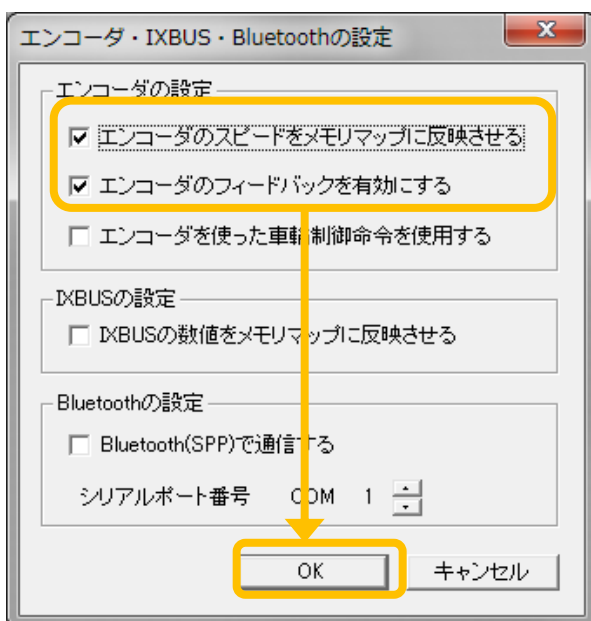 エンコーダ・IXBUS・Bluetoothの設定
エンコーダの設定
エンコーダのスピードをメモリマップに反映させる
エンコーダのフィードバックを有効にする
エンコーダを使った車輪制御命令を使用する
IXBUSの設定
IXBUSの数値をメモリマップに反映させる
Bluetoothの設定
Bluetooth(SPP)で通信する
シリアルポート番号 COM 1
OK キャンセル